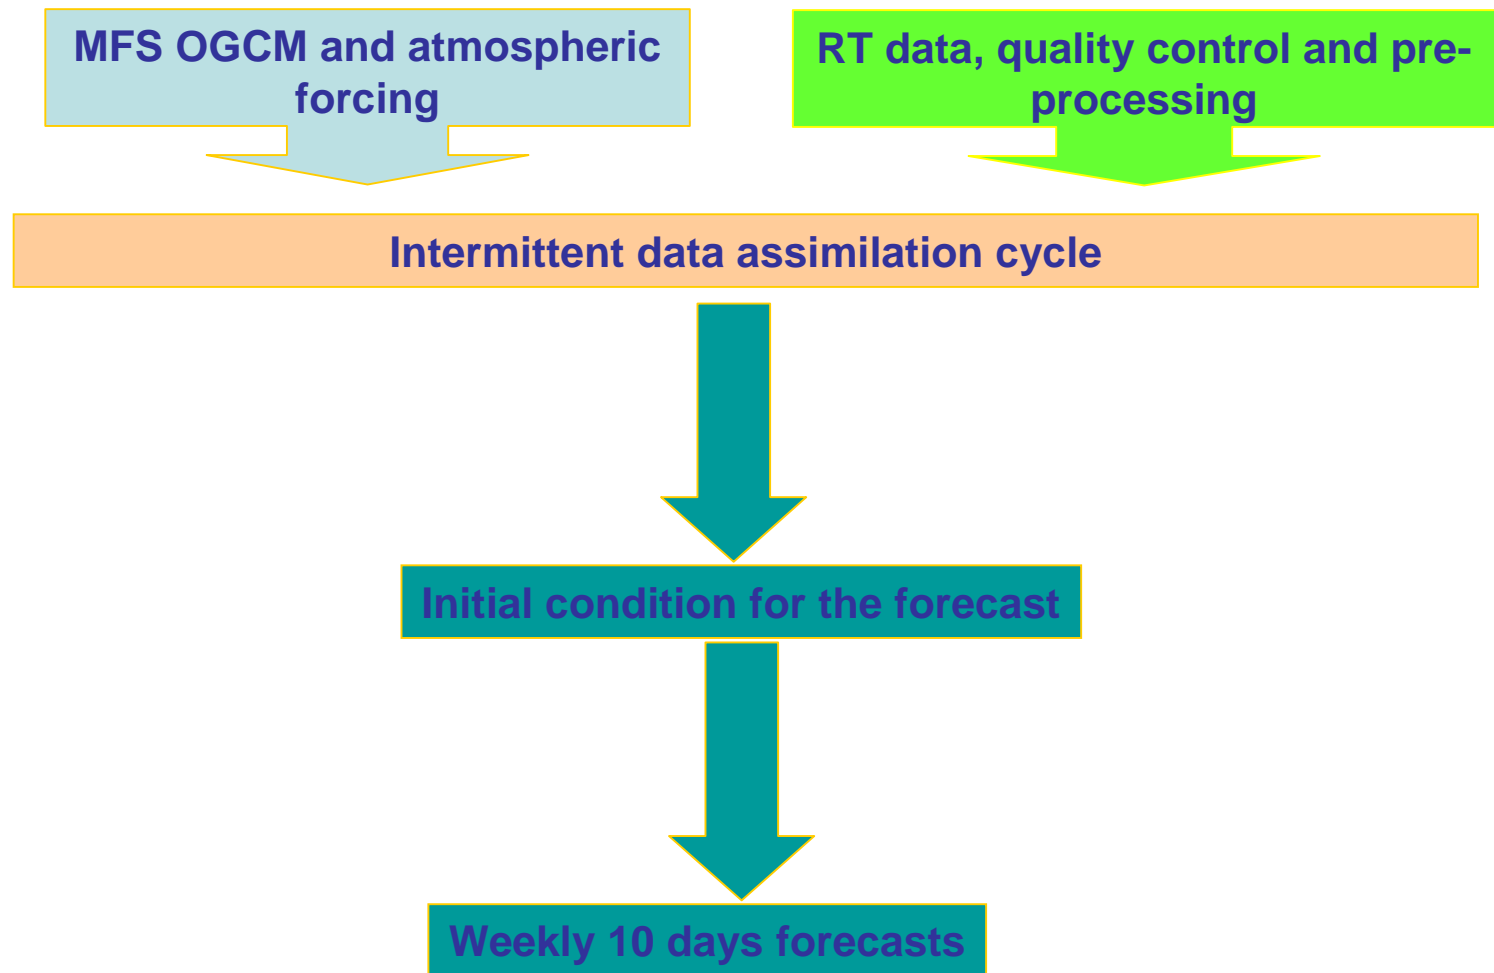 MFS OGCM and atmospheric
forcing
RT data, quality control and pre-
processing
Intermittent data assimilation cycle
Initial condition for the forecast
Weekly 10 days forecasts